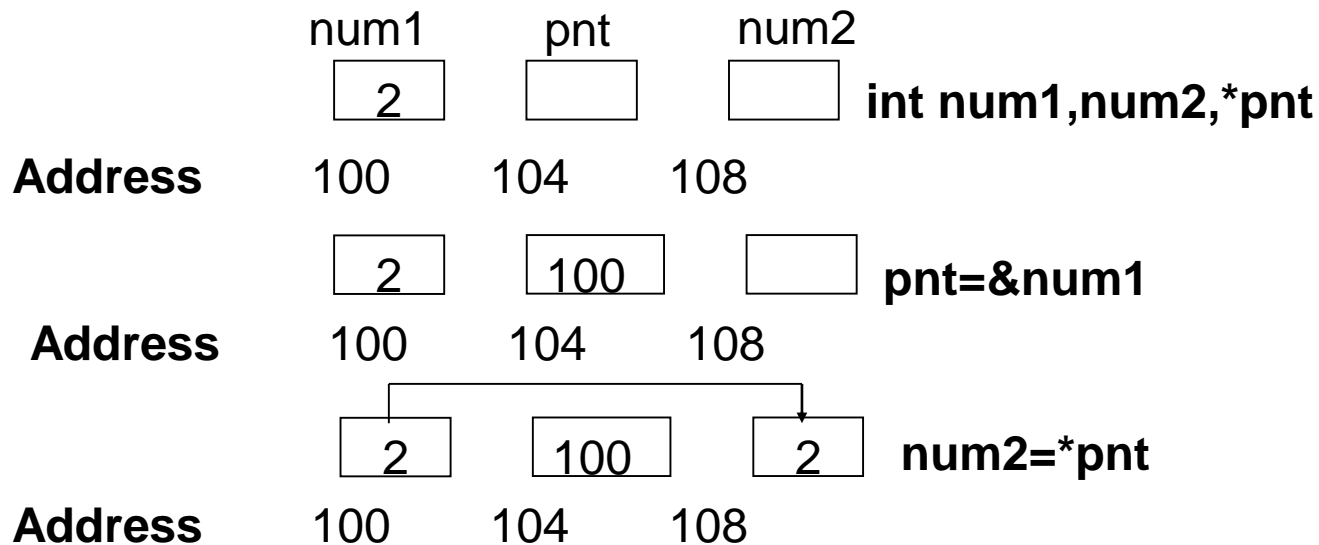 num1 pnt num2
2 int num1,num2,*pnt
Address 100 104 108
2 100 pnt=&num1
Address 100 104 108
2 100 2 num2=*pnt
Address 100 104 108